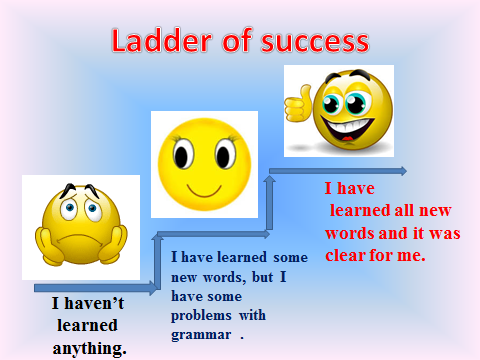 Ladder of success
I haven’t
learned
anything.
I have learned some
new words, but I
have some
problems with
grammar .
I have
learned all new
words and it was
clear for me.